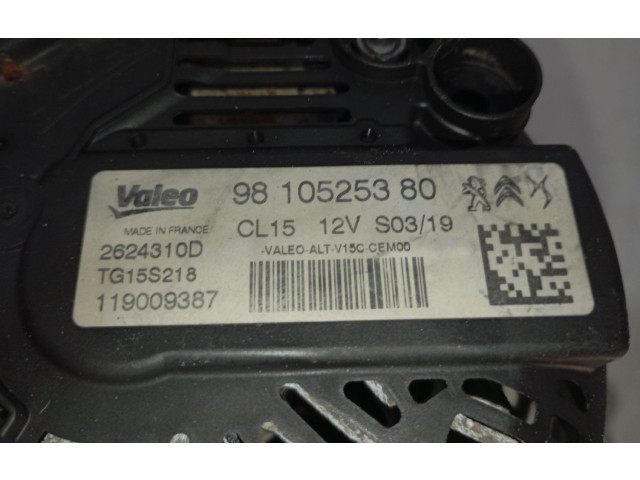 Valeo 98 105253 80
MADE IN FRANCE
CL15 12V S03/19
2624310D
-VALEO-ALT-V15C-CEM00
TG15S218
119009387